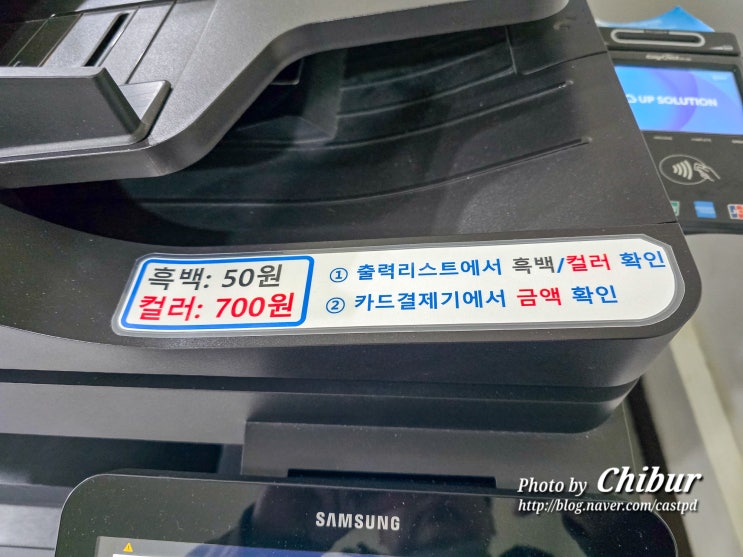 UP SOLUTION
흑백: 50원
컬러: 700원
① 출력리스트에서 흑백/컬러 확인
② 카드결제기에서 금액 확인
SAMSUNG
Photo by Chibur
http://blog.naver.com/castpd